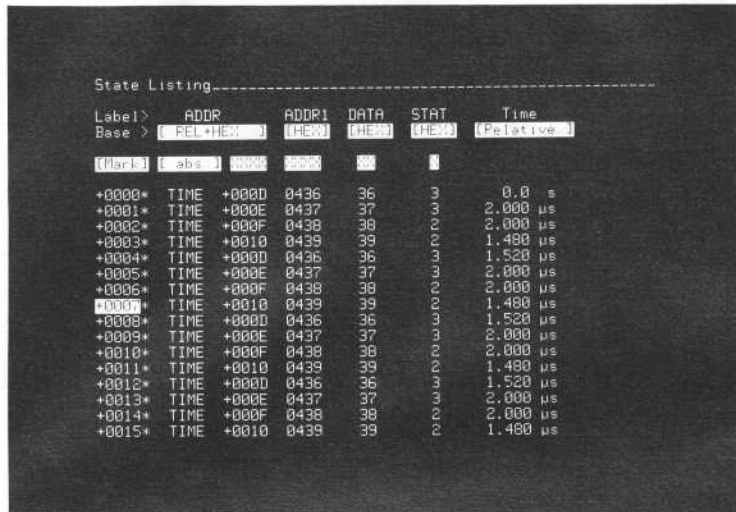 State Listing
Label> ADDR ADDR1 DATA STAT Time
Base > [ REL+HEX ] [HEX] [HEX] [HEX] [Relative ]
[Mark] [ abs ] XXXX XXXX XX X
+0000* TIME +000D 0436 36 3 0.0 s
+0001* TIME +000E 0437 37 3 2.000 µs
+0002* TIME +000F 0438 38 2 2.000 µs
+0003* TIME +0010 0439 39 2 1.480 µs
+0004* TIME +000D 0436 36 3 1.520 µs
+0005* TIME +000E 0437 37 3 2.000 µs
+0006* TIME +000F 0438 38 2 2.000 µs
+0007* TIME +0010 0439 39 2 1.480 µs
+0008* TIME +000D 0436 36 3 1.520 µs
+0009* TIME +000E 0437 37 3 2.000 µs
+0010* TIME +000F 0438 38 2 2.000 µs
+0011* TIME +0010 0439 39 2 1.480 µs
+0012* TIME +000D 0436 36 3 1.520 µs
+0013* TIME +000E 0437 37 3 2.000 µs
+0014* TIME +000F 0438 38 2 2.000 µs
+0015* TIME +0010 0439 39 2 1.480 µs